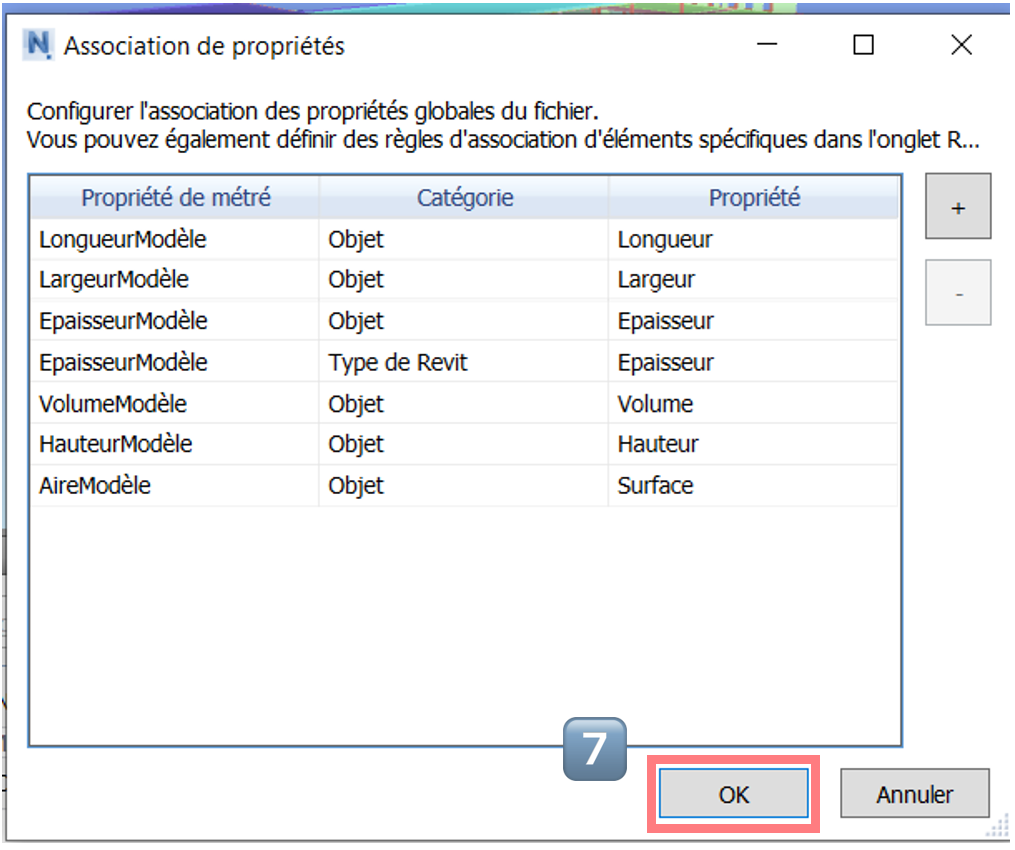 Association de propriétés
Configurer l'association des propriétés globales du fichier.
Vous pouvez également définir des règles d'association d'éléments spécifiques dans l'onglet R...
Propriété de métré Catégorie Propriété
+
LongueurModèle Objet Longueur
LargeurModèle Objet Largeur
-
EpaisseurModèle Objet Epaisseur
EpaisseurModèle Type de Revit Epaisseur
VolumeModèle Objet Volume
HauteurModèle Objet Hauteur
AireModèle Objet Surface
7
OK Annuler